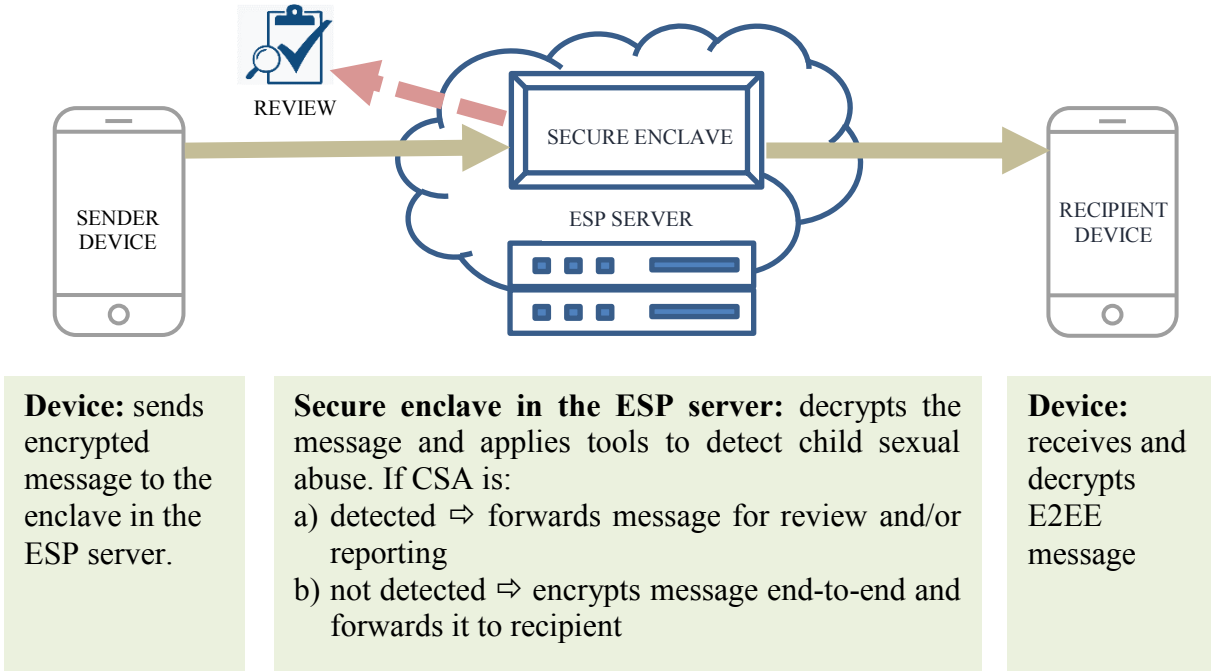 REVIEW
SECURE ENCLAVE
SENDER
DEVICE
ESP SERVER
RECIPIENT
DEVICE
Device: sends
encrypted
message to the
enclave in the
ESP server.
Secure enclave in the ESP server: decrypts the
message and applies tools to detect child sexual
abuse. If CSA is:
a) detected ⇨ forwards message for review and/or
reporting
b) not detected ⇨ encrypts message end-to-end and
forwards it to recipient
Device:
receives and
decrypts
E2EE
message